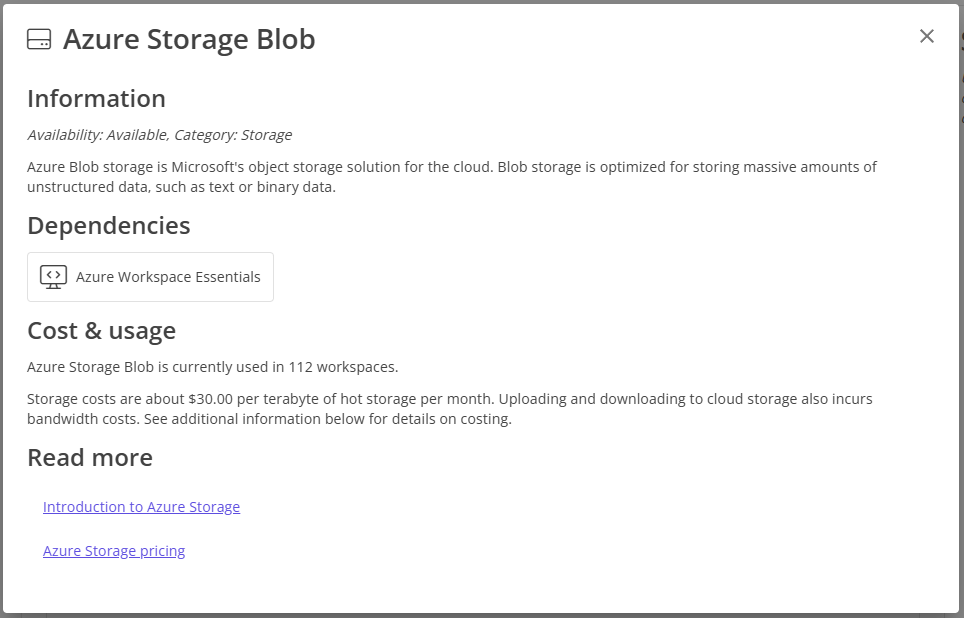 Azure Storage Blob
Information
Availability: Available, Category: Storage
Azure Blob storage is Microsoft's object storage solution for the cloud. Blob storage is optimized for storing massive amounts of
unstructured data, such as text or binary data.
Dependencies
Azure Workspace Essentials
Cost & usage
Azure Storage Blob is currently used in 112 workspaces.
Storage costs are about $30.00 per terabyte of hot storage per month. Uploading and downloading to cloud storage also incurs
bandwidth costs. See additional information below for details on costing.
Read more
Introduction to Azure Storage
Azure Storage pricing